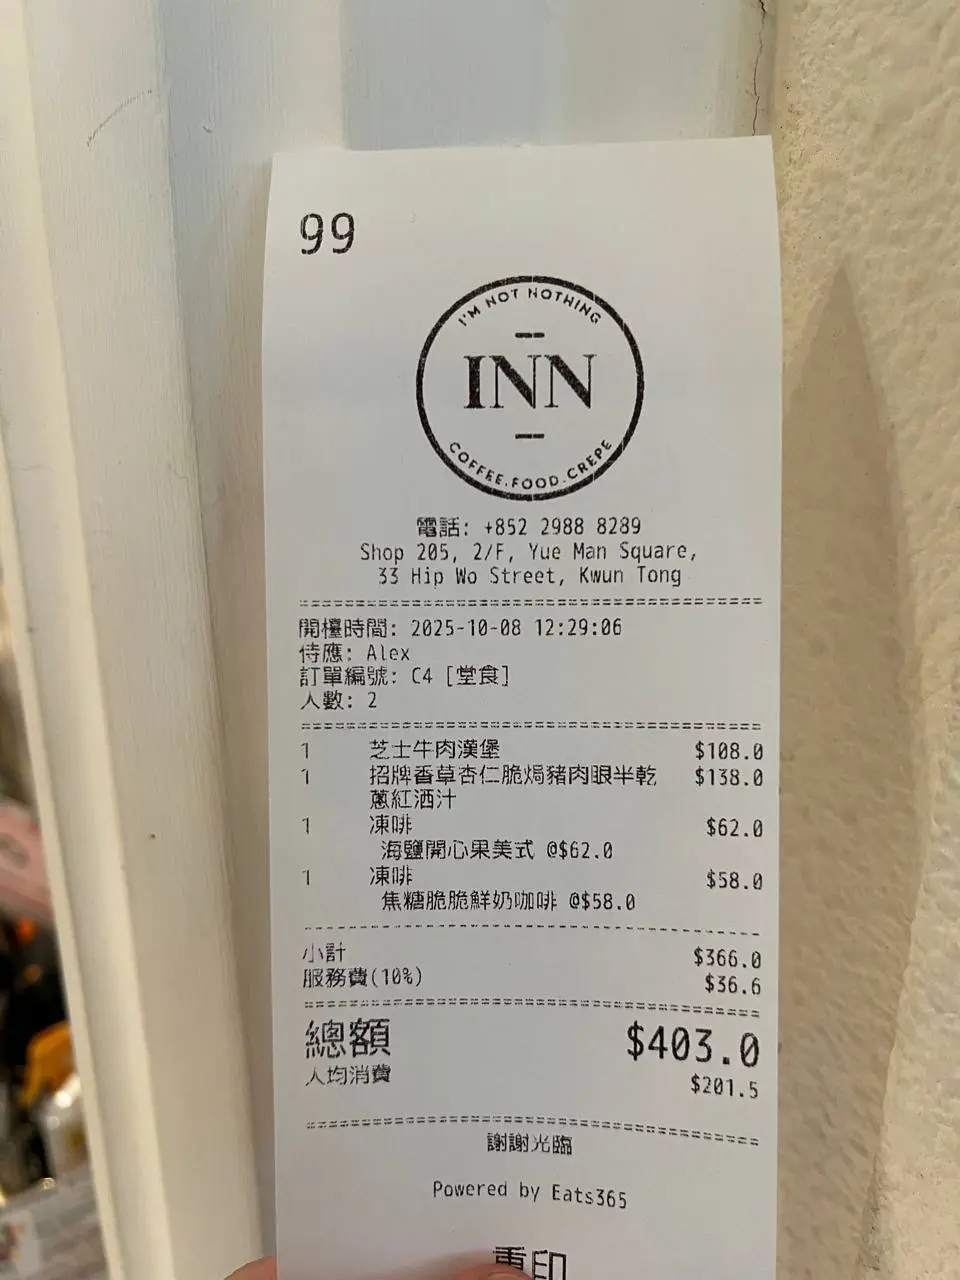 99
I'M NOT NOTHING
INN
COFFEE.FOOD.CREPE
電話: +852 2988 8289
Shop 205, 2/F, Yue Man Square,
33 Hip Wo Street, Kwun Tong
開檯時間: 2025-10-08 12:29:06
侍應: Alex
訂單編號: C4 [堂食]
人數: 2
1 芝士牛肉漢堡 $108.0
1 招牌香草杏仁脆焗豬肉眼半乾 $138.0
蔥紅酒汁
1 凍啡 $62.0
海鹽開心果美式 @$62.0
1 凍啡 $58.0
焦糖脆脆鮮奶咖啡 @$58.0
小計 $366.0
服務費(10%) $36.6
總額 $403.0
人均消費 $201.5
謝謝光臨
Powered by Eats365
重印